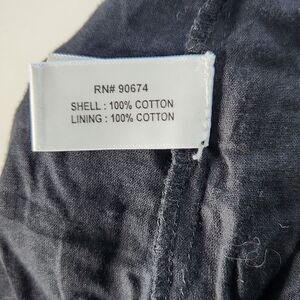 RN# 90674
SHELL : 100% COTTON
LINING : 100% COTTON